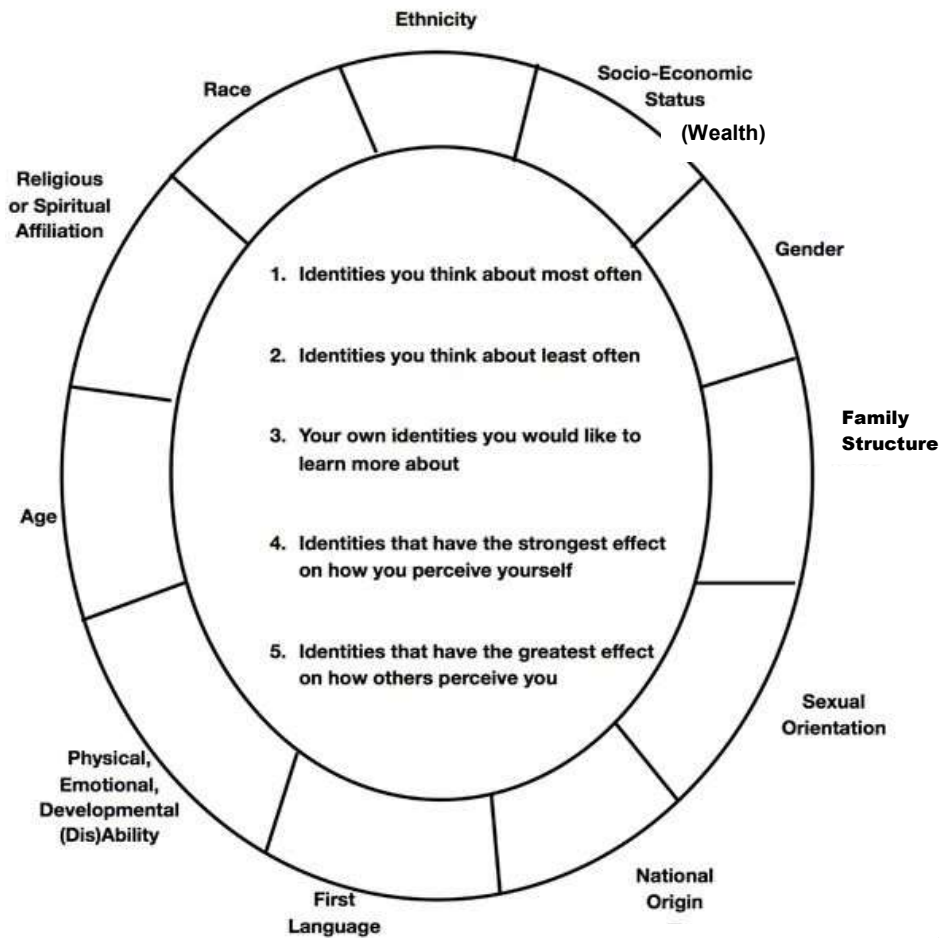 Ethnicity
Socio-Economic
Status
(Wealth)
Race
Religious
or Spiritual
Affiliation
Gender
1. Identities you think about most often
2. Identities you think about least often
3. Your own identities you would like to
learn more about
4. Identities that have the strongest effect
on how you perceive yourself
5. Identities that have the greatest effect
on how others perceive you
Family
Structure
Age
Sexual
Orientation
Physical,
Emotional,
Developmental
(Dis)Ability
National
Origin
First
Language